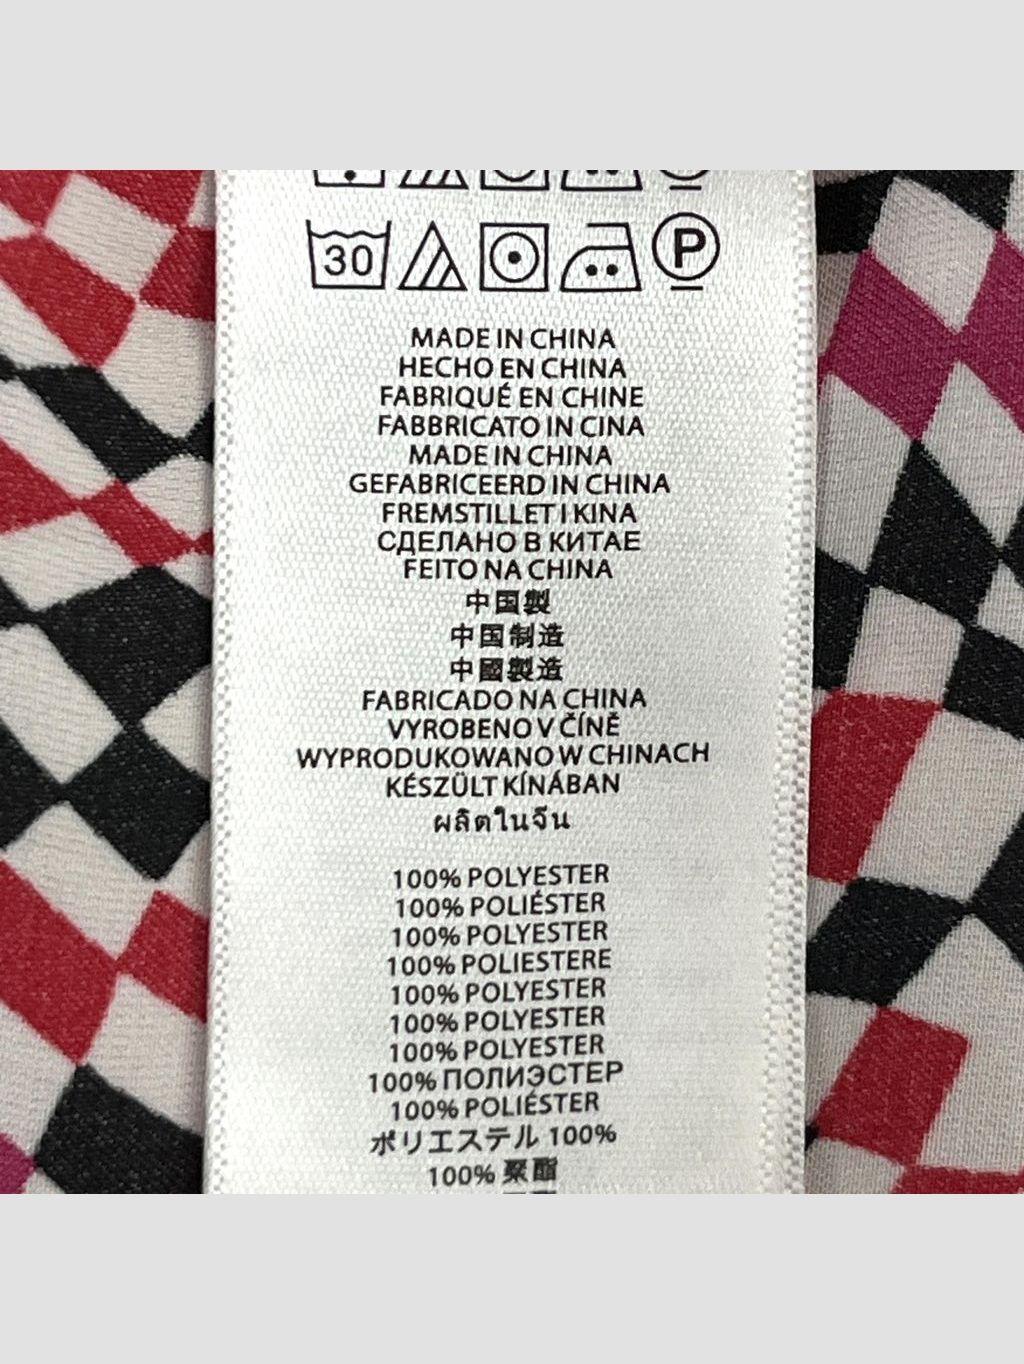 30
P
MADE IN CHINA
HECHO EN CHINA
FABRIQUÉ EN CHINE
FABBRICATO IN CINA
MADE IN CHINA
GEFABRICEERD IN CHINA
FREMSTILLET I KINA
СДЕЛАНО В КИТАЕ
FEITO NA CHINA
中国製
中国制造
中國製造
FABRICADO NA CHINA
VYROBENO V ČÍNĚ
WYPRODUKOWANO W CHINACH
KÉSZÜLT KÍNÁBAN
ผลิตในจีน
100% POLYESTER
100% POLIÉSTER
100% POLYESTER
100% POLIESTERE
100% POLYESTER
100% POLYESTER
100% POLYESTER
100% ПОЛИЭСТЕР
100% POLIÉSTER
ポリエステル 100%
100% 聚酯